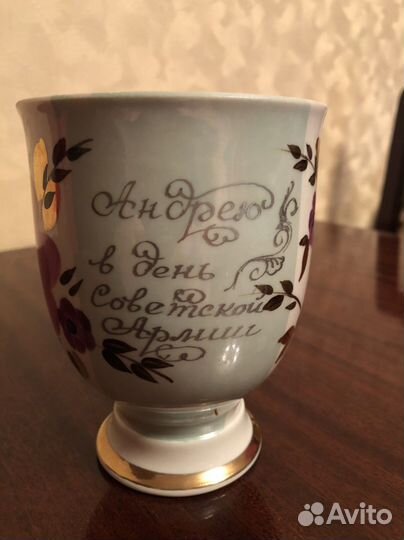 Андрею
в день
Советской
Армии
Avito